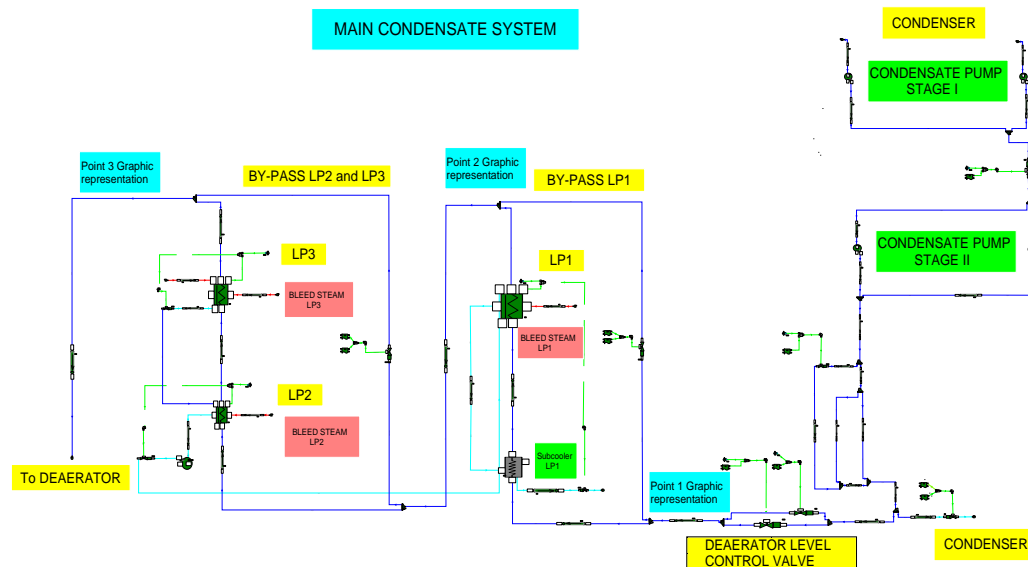 MAIN CONDENSATE SYSTEM
CONDENSER
CONDENSATE PUMP
STAGE I
Point 3 Graphic
representation
BY-PASS LP2 and LP3
Point 2 Graphic
representation
BY-PASS LP1
CONDENSATE PUMP
STAGE II
LP3
BLEED STEAM
LP3
LP1
BLEED STEAM
LP1
LP2
BLEED STEAM
LP2
Subcooler
LP1
To DEAERATOR
Point 1 Graphic
representation
DEAERATOR LEVEL
CONTROL VALVE
CONDENSER